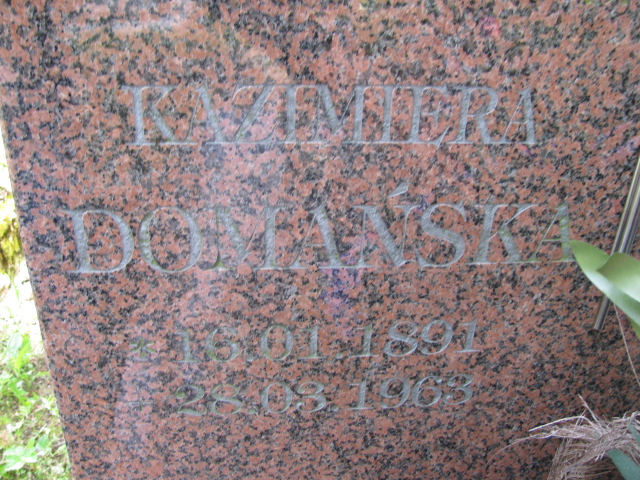 KAZIMIERA
DOMAŃSKA
* 16.01.1891
28.03.1963